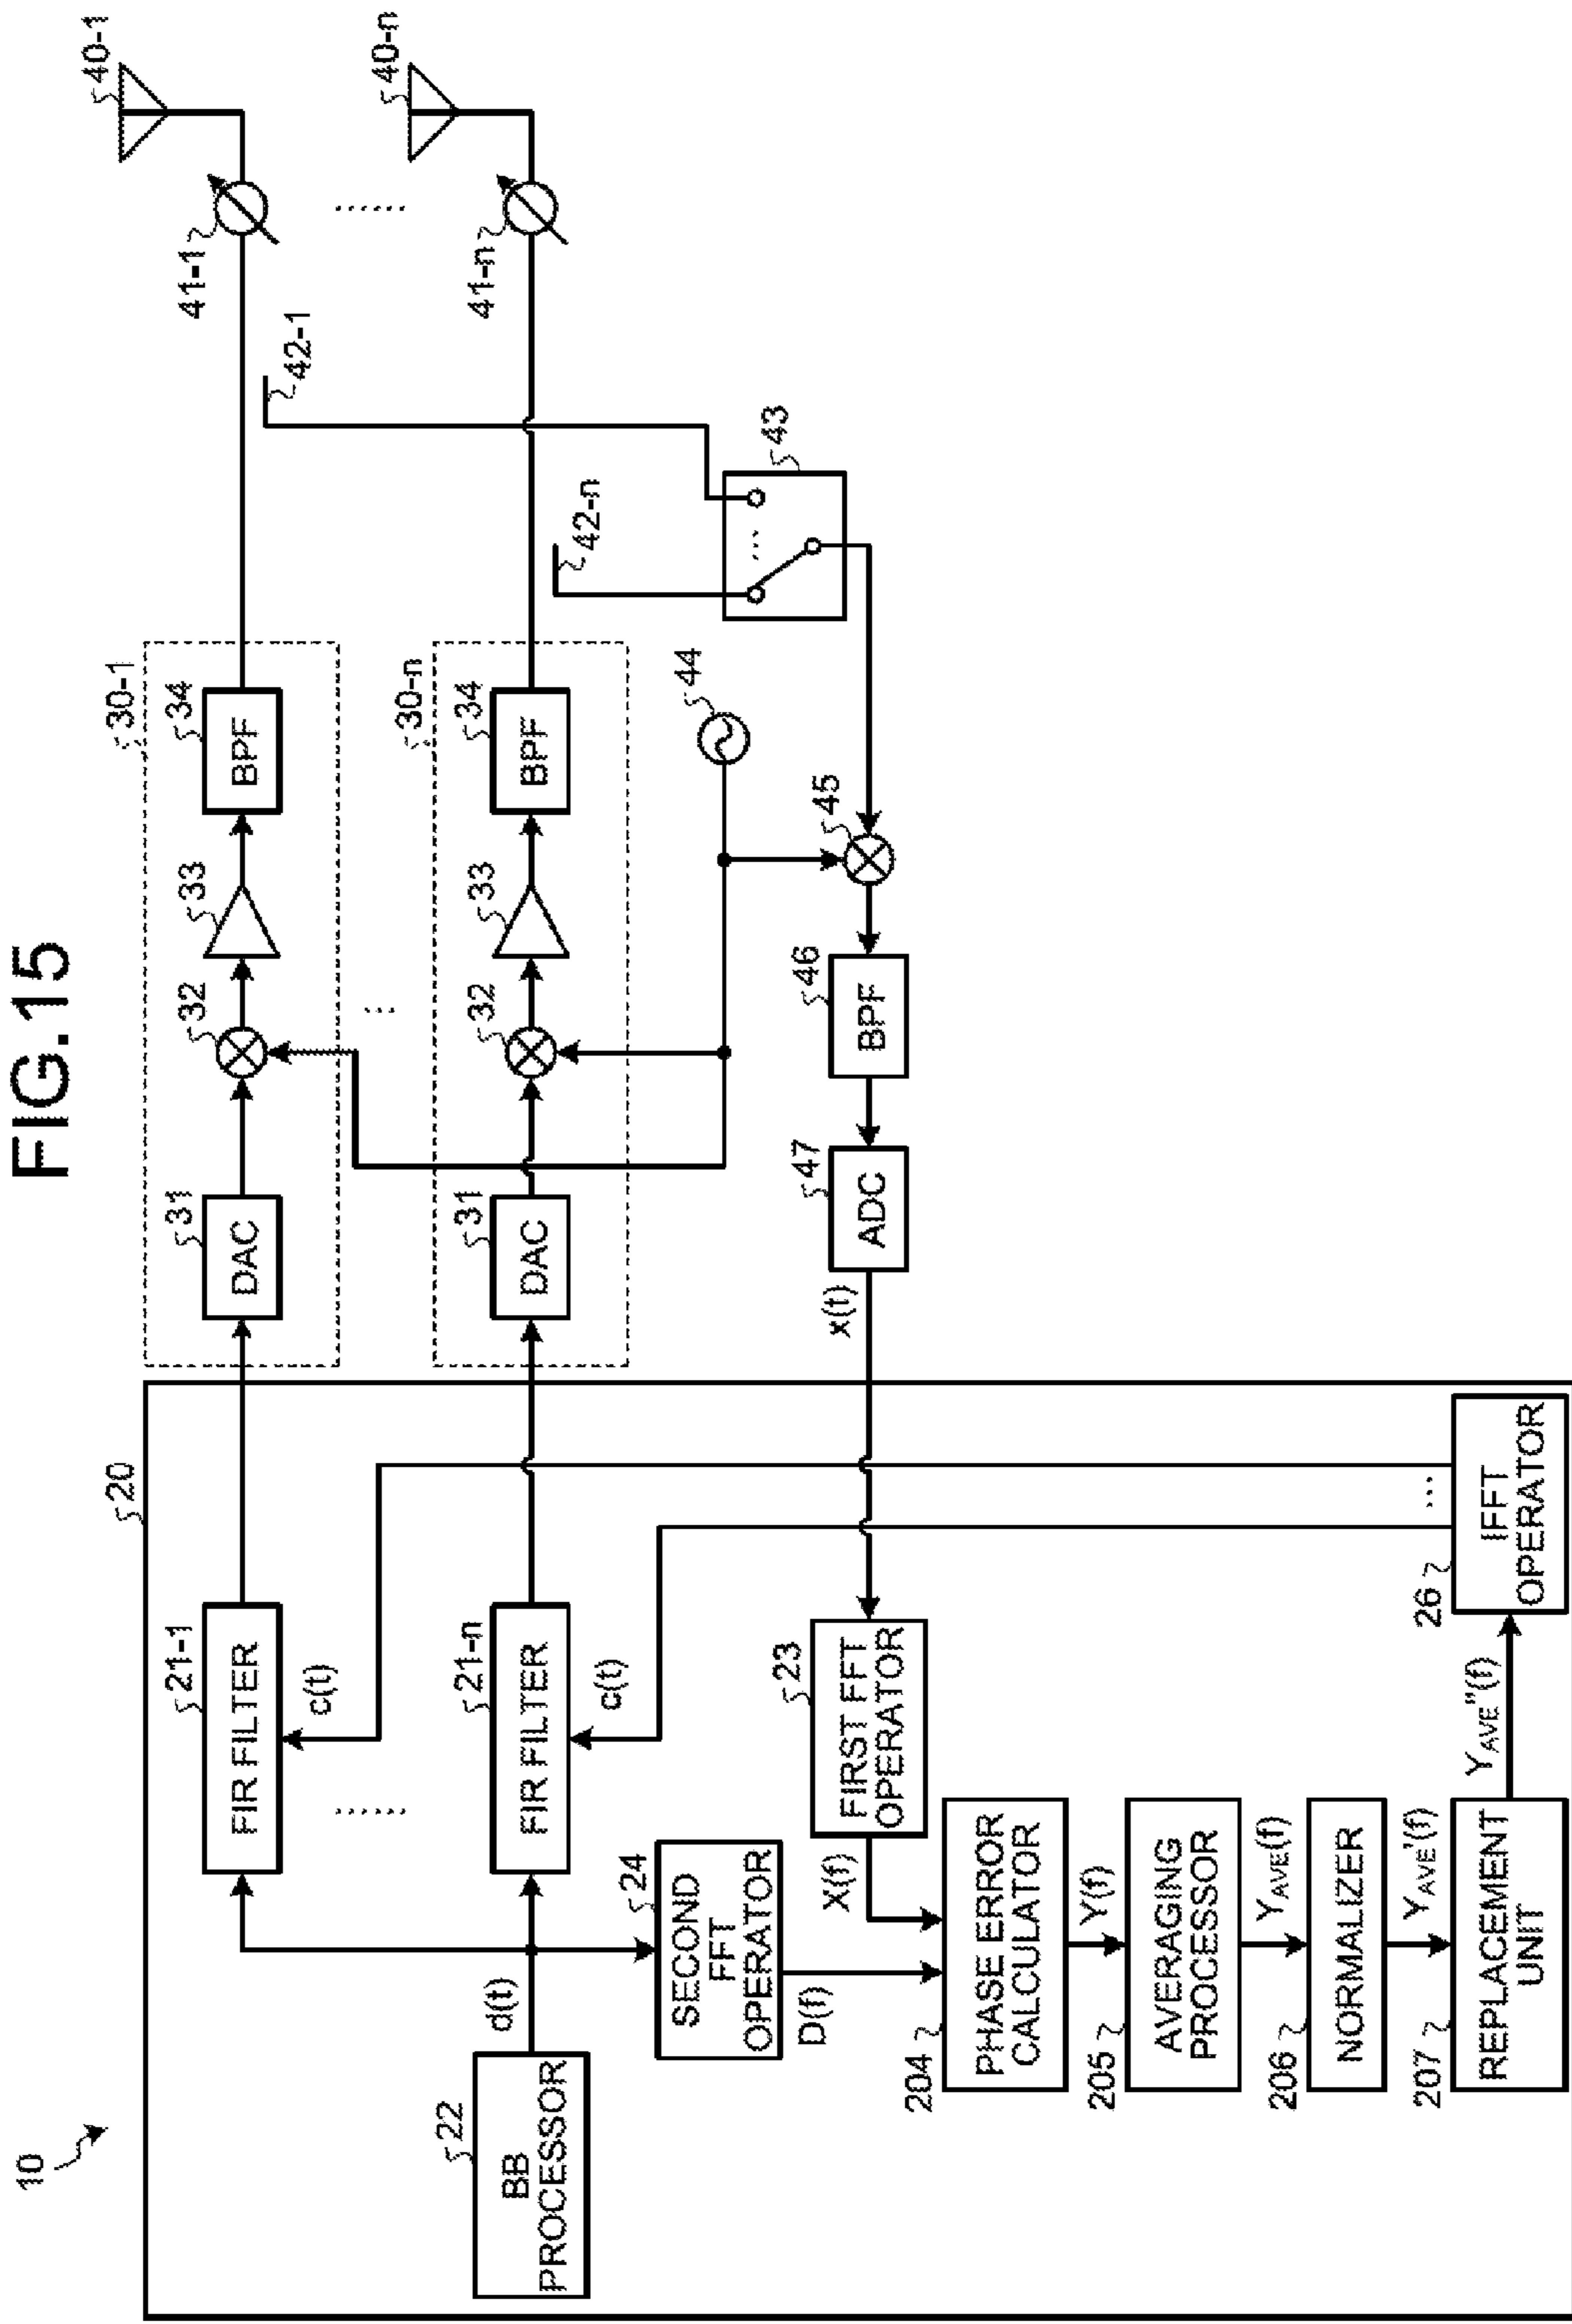 FIG.15
10
20
22
BB
PROCESSOR
d(t)
21-1
FIR FILTER
c(t)
21-n
FIR FILTER
c(t)
24
SECOND
FFT
OPERATOR
D(f)
23
FIRST FFT
OPERATOR
X(f)
204
PHASE ERROR
CALCULATOR
Y(f)
205
AVERAGING
PROCESSOR
YAVE(f)
206
NORMALIZER
YAVE'(f)
207
REPLACEMENT
UNIT
YAVE''(f)
26
IFFT
OPERATOR
30-1
31
DAC
32
33
34
BPF
30-n
31
DAC
32
33
34
BPF
41-1
40-1
41-n
40-n
42-1
42-n
43
44
45
46
BPF
47
ADC
x(t)